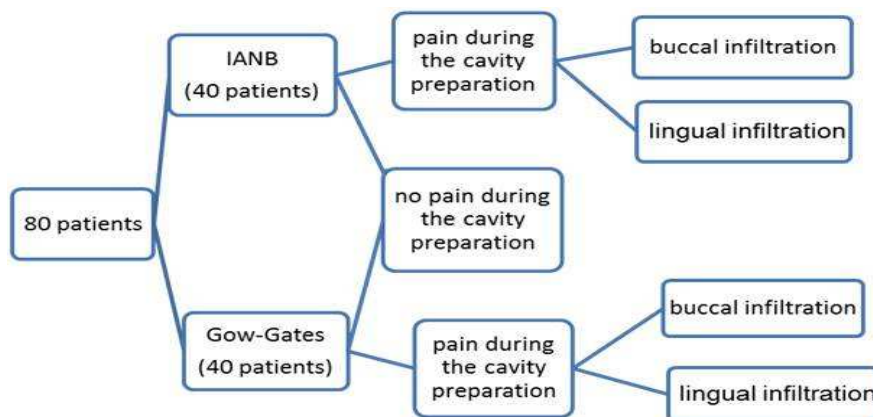 80 patients
IANB
(40 patients)
Gow-Gates
(40 patients)
pain during
the cavity
preparation
no pain during
the cavity
preparation
pain during
the cavity
preparation
buccal infiltration
lingual infiltration
buccal infiltration
lingual infiltration